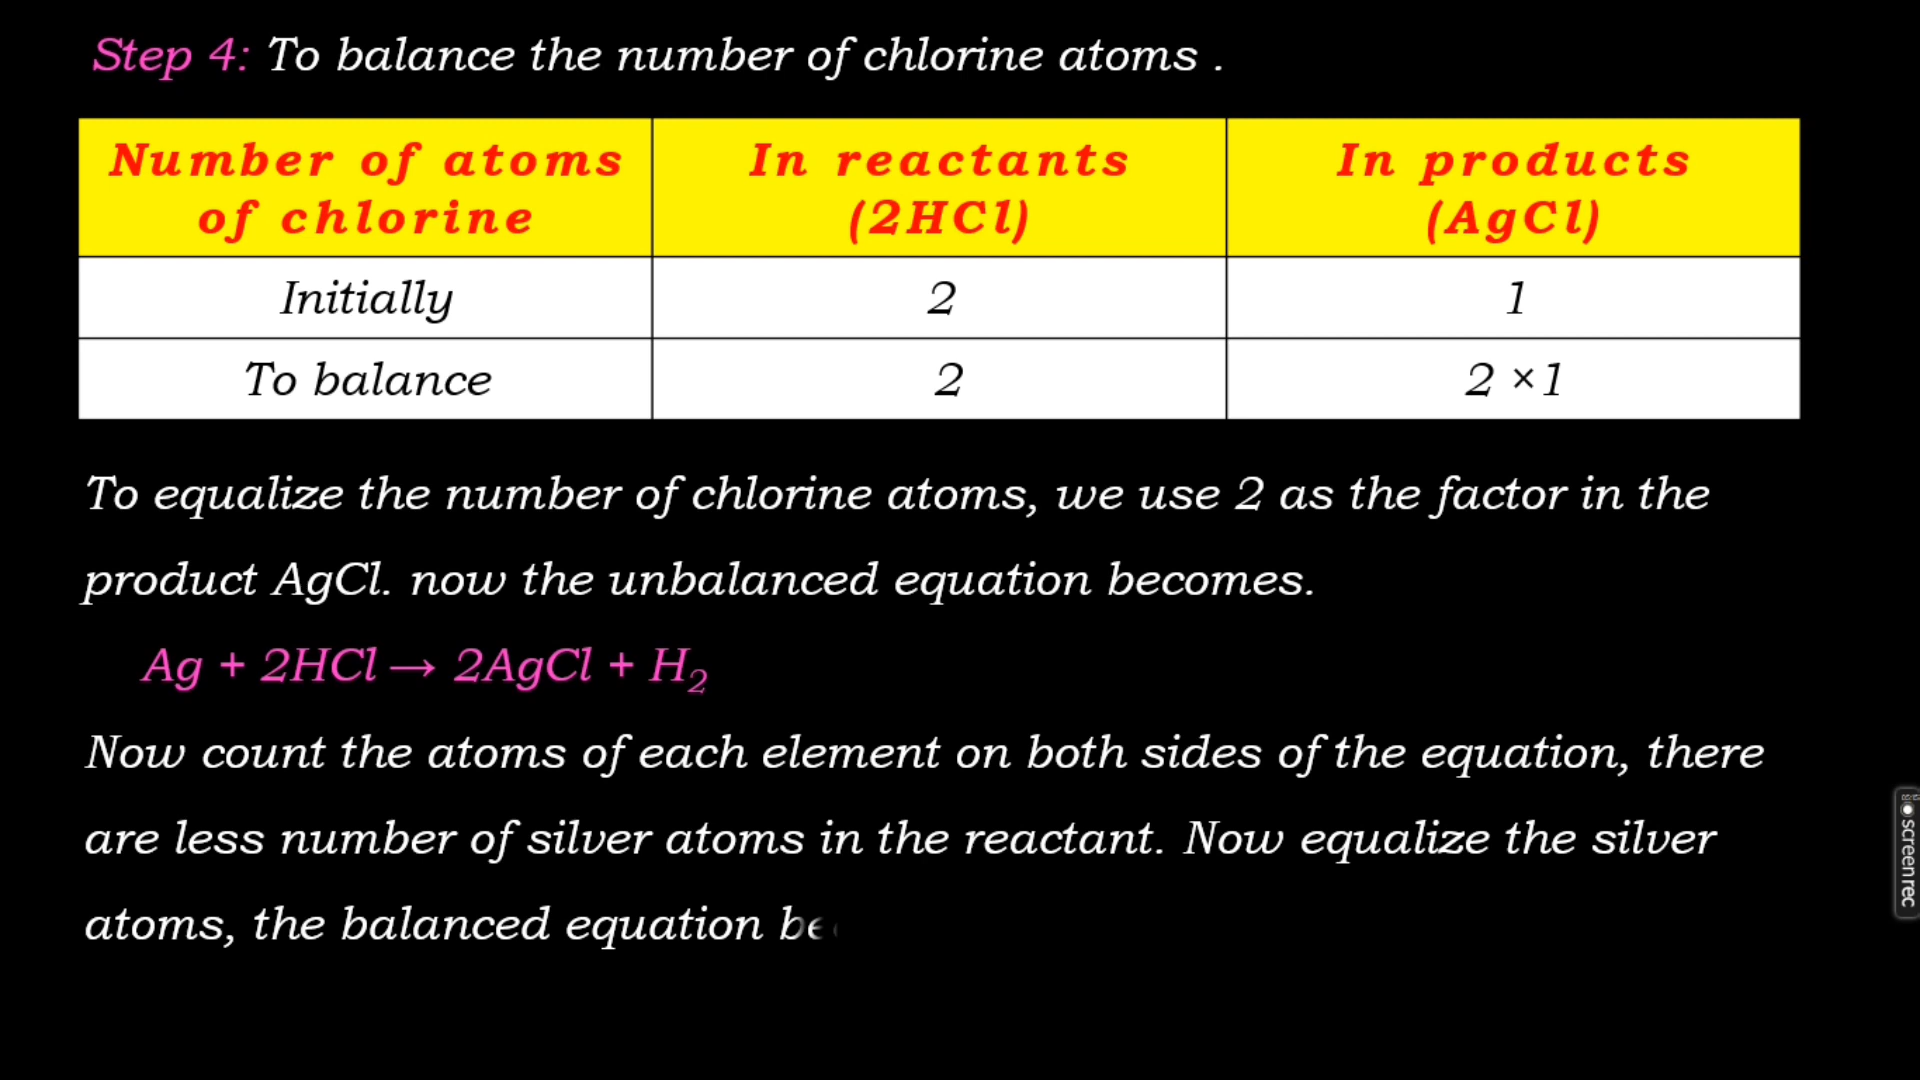 Step 4: To balance the number of chlorine atoms .
Number of atoms of chlorine
In reactants (2HCl)
In products (AgCl)
Initially 2 1
To balance 2 2 ×1
To equalize the number of chlorine atoms, we use 2 as the factor in the
product AgCl. now the unbalanced equation becomes.
Ag + 2HCl → 2AgCl + H₂
Now count the atoms of each element on both sides of the equation, there
are less number of silver atoms in the reactant. Now equalize the silver
atoms, the balanced equation
screenrec